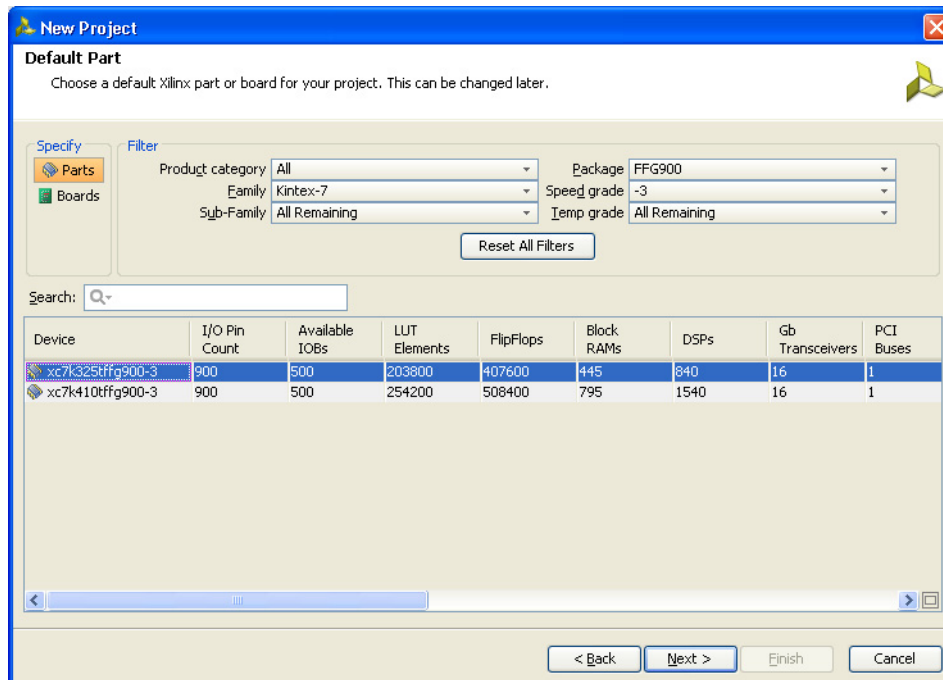 New Project
Default Part
Choose a default Xilinx part or board for your project. This can be changed later.
Specify
Filter
Parts
Boards
Product category All
Package FFG900
Family Kintex-7
Speed grade -3
Sub-Family All Remaining
Temp grade All Remaining
Reset All Filters
Search:
Device I/O Pin Count Available IOBs LUT Elements FlipFlops Block RAMs DSPs Gb Transceivers PCI Buses
xc7k325tffg900-3 900 500 203800 407600 445 840 16 1
xc7k410tffg900-3 900 500 254200 508400 795 1540 16 1
< Back Next > Finish Cancel